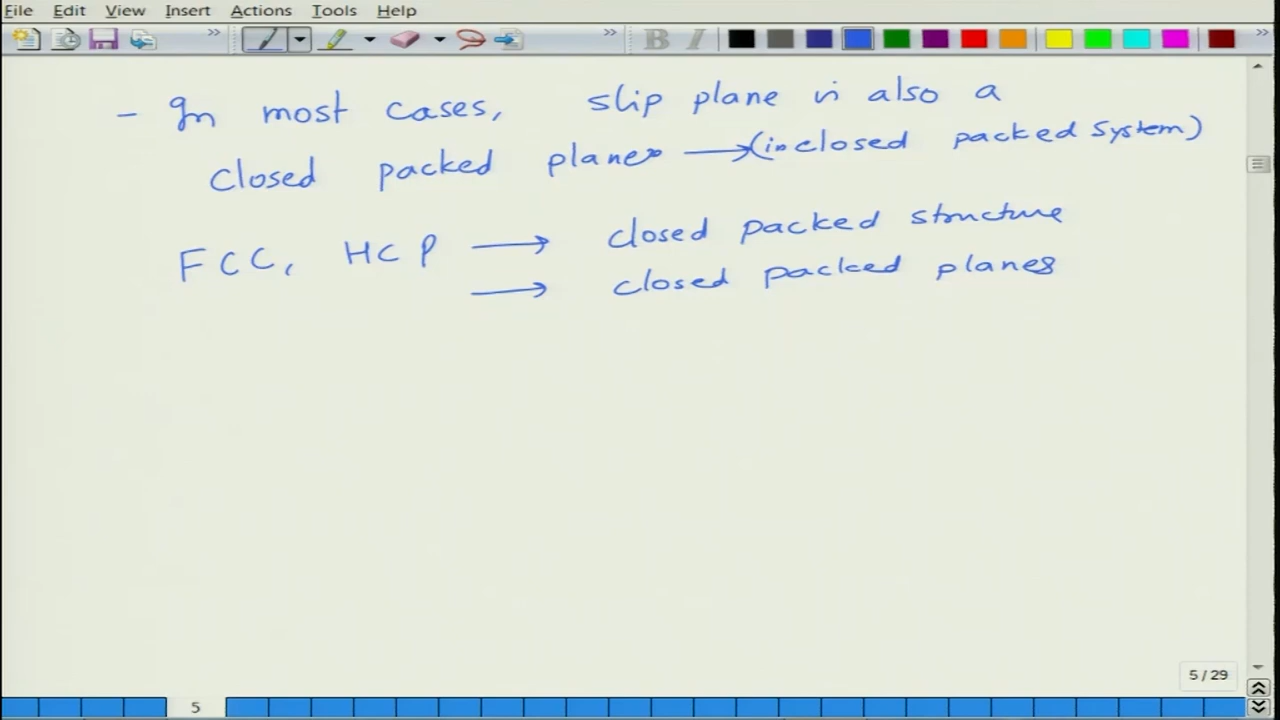 File Edit View Insert Actions Tools Help
B I
- In most cases, slip plane is also a
closed packed planes → (in closed packed system)
FCC, HCP → closed packed structure
→ closed packed planes
5 / 29
5